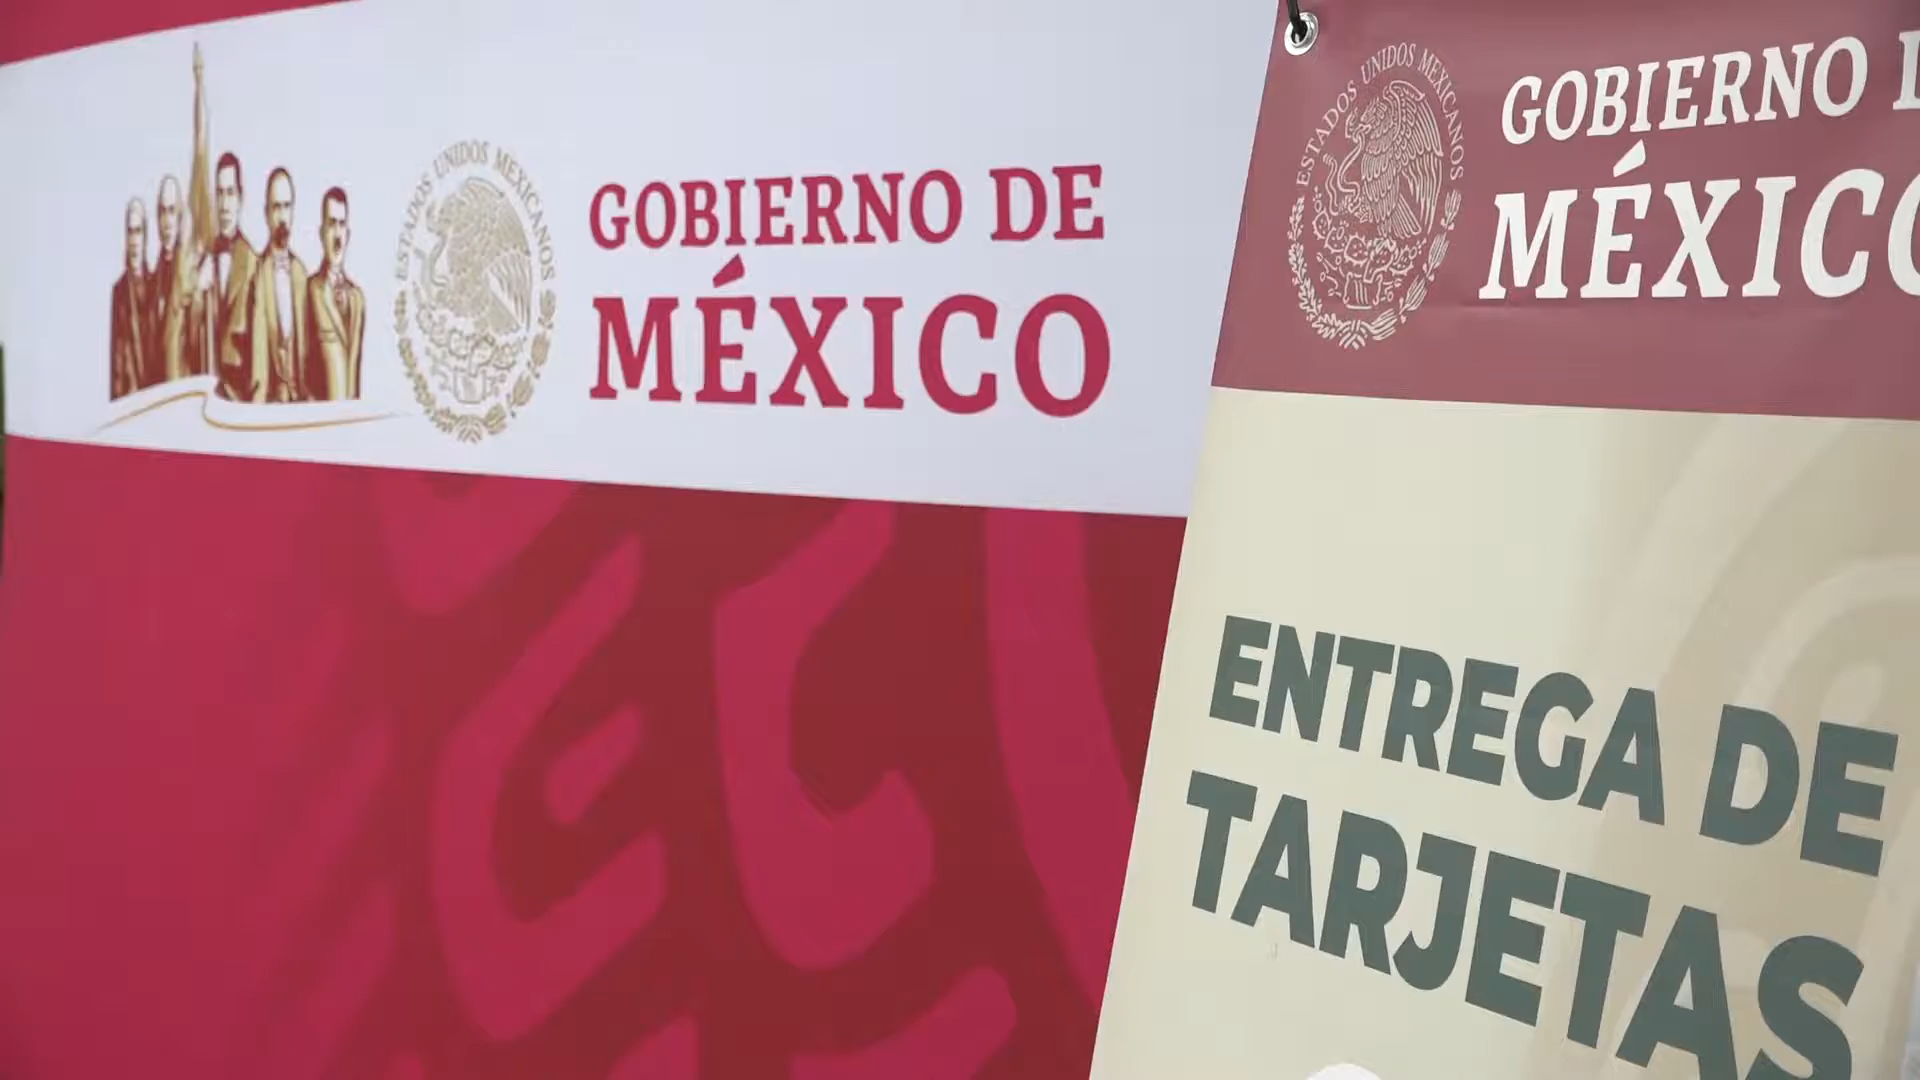 ESTADOS UNIDOS MEXICANOS
GOBIERNO DE
MÉXICO
ESTADOS UNIDOS MEXICANOS
GOBIERNO
MÉXICO
ENTREGA DE
TARJETAS